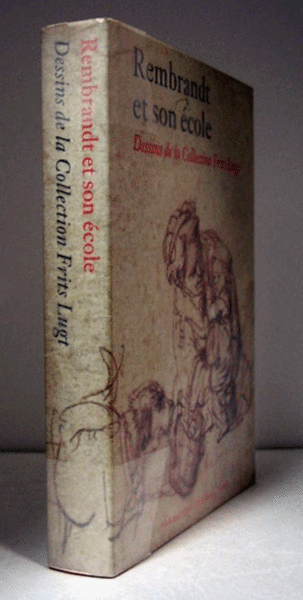 Rembrandt et son école
Dessins de la Collection Frits Lugt
Rembrandt
et son école
Dessins de la Collection Frits Lugt